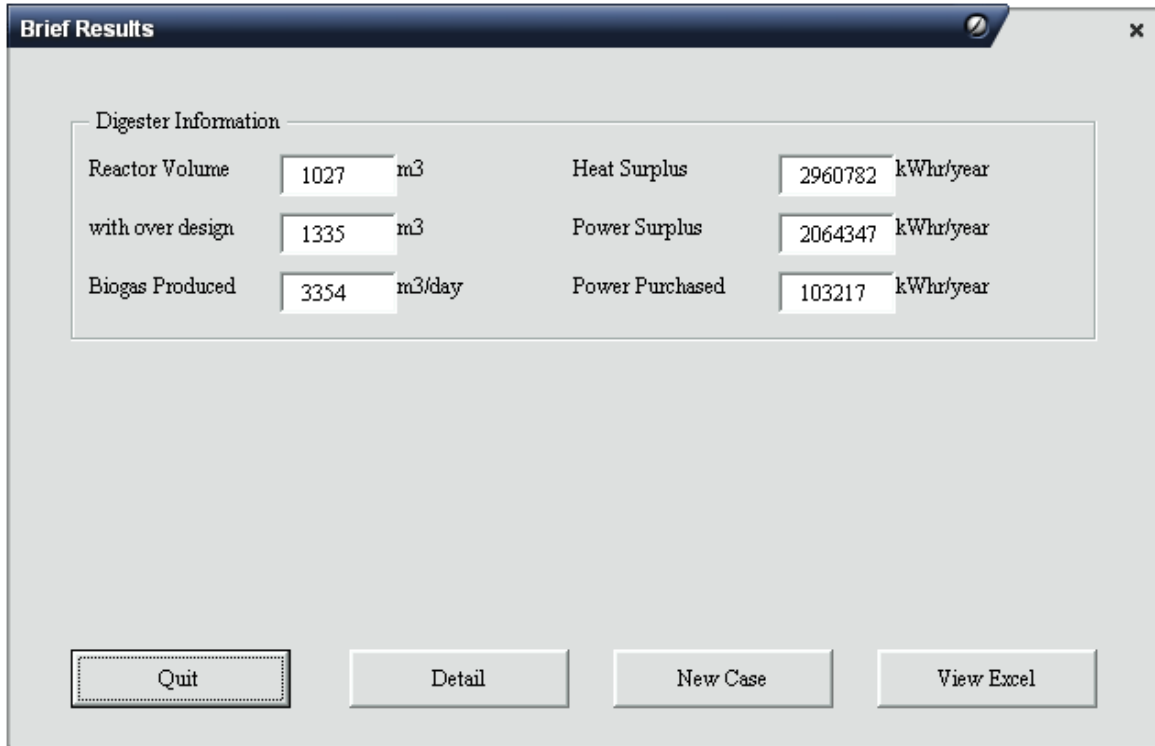 Brief Results
Digester Information
Reactor Volume 1027 m3 Heat Surplus 2960782 kWhr/year
with over design 1335 m3 Power Surplus 2064347 kWhr/year
Biogas Produced 3354 m3/day Power Purchased 103217 kWhr/year
Quit Detail New Case View Excel